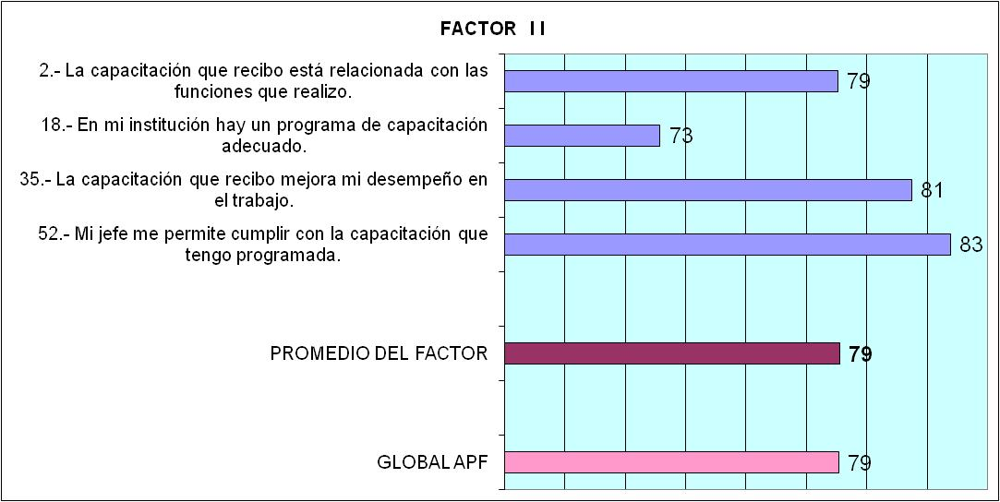 FACTOR II
2.- La capacitación que recibo está relacionada con las
funciones que realizo.
79
18.- En mi institución hay un programa de capacitación
adecuado.
73
35.- La capacitación que recibo mejora mi desempeño en
el trabajo.
81
52.- Mi jefe me permite cumplir con la capacitación que
tengo programada.
83
PROMEDIO DEL FACTOR
79
GLOBAL APF
79